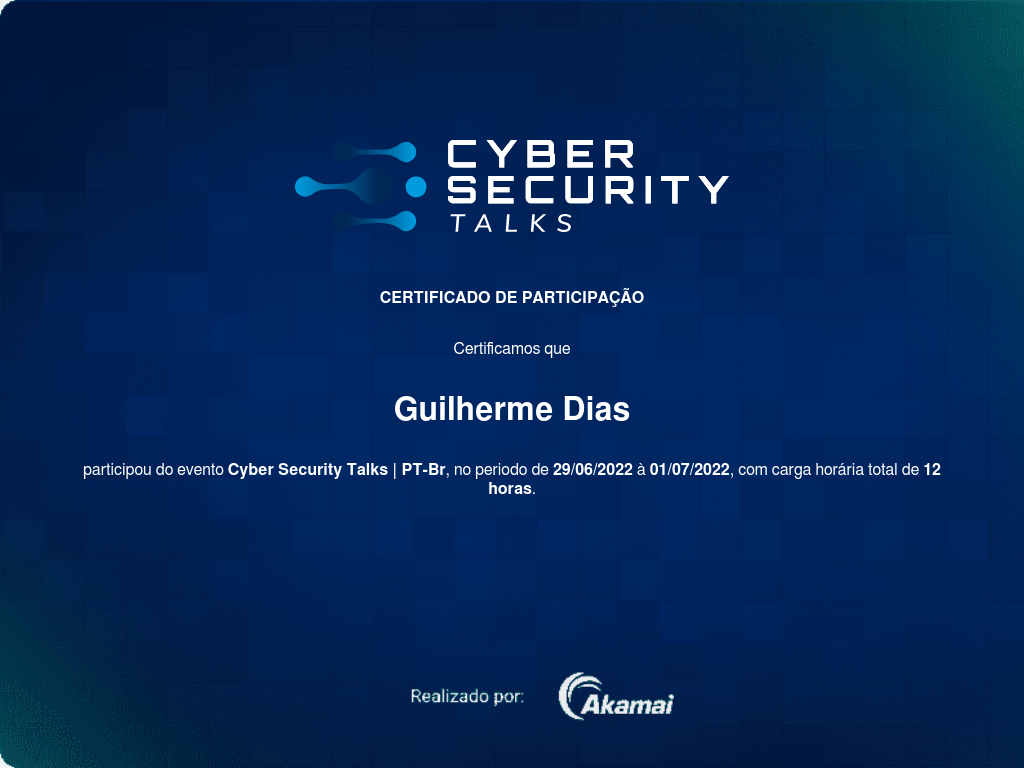 CYBER
SECURITY
TALKS
CERTIFICADO DE PARTICIPAÇÃO
Certificamos que
Guilherme Dias
participou do evento Cyber Security Talks | PT-Br, no periodo de 29/06/2022 à 01/07/2022, com carga horária total de 12
horas.
Realizado por: Akamai